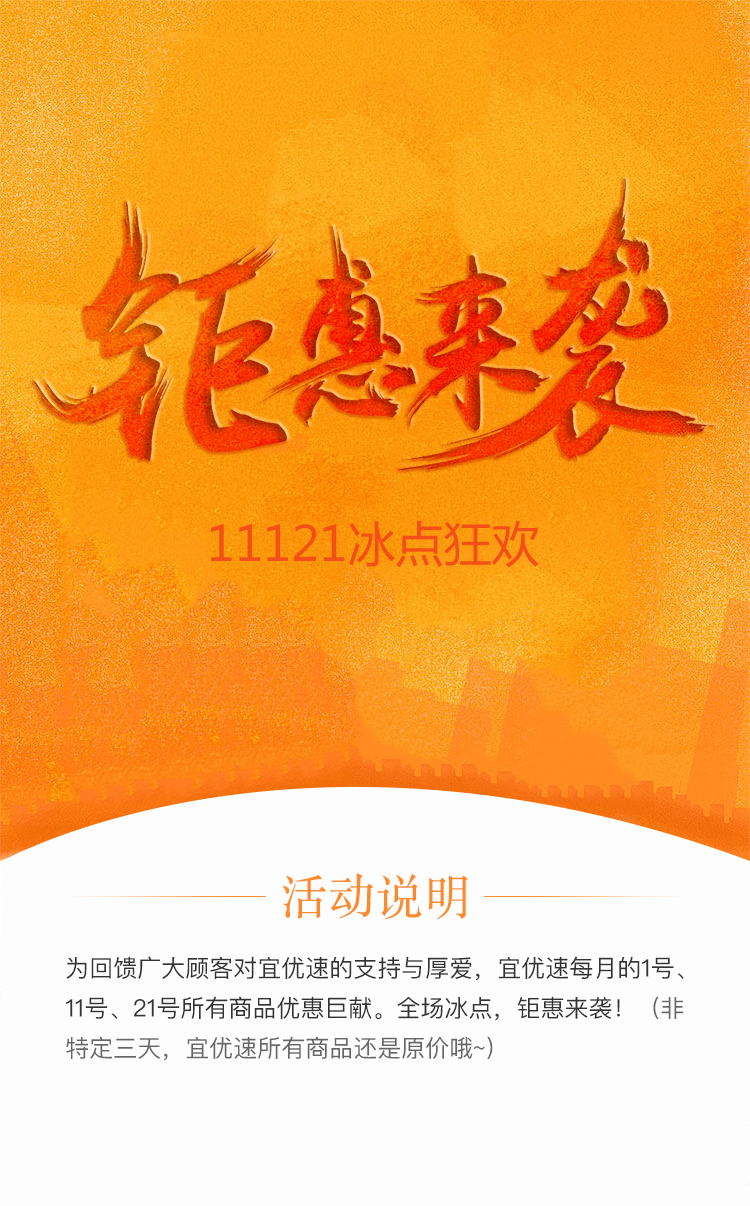 钜惠来袭
11121冰点狂欢
活动说明
为回馈广大顾客对宜优速的支持与厚爱，宜优速每月的1号、
11号、21号所有商品优惠巨献。全场冰点，钜惠来袭！（非
特定三天，宜优速所有商品还是原价哦~）